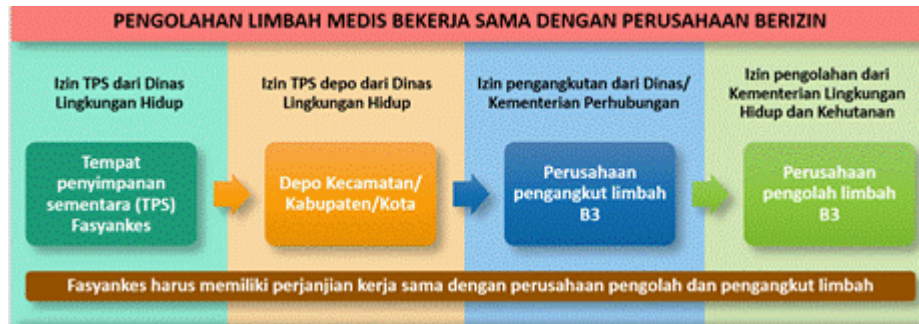 PENGOLAHAN LIMBAH MEDIS BEKERJA SAMA DENGAN PERUSAHAAN BERIZIN
Izin TPS dari Dinas
Lingkungan Hidup
Tempat
penyimpanan
sementara (TPS)
Fasyankes
Izin TPS depo dari Dinas
Lingkungan Hidup
Depo Kecamatan/
Kabupaten/Kota
Izin pengangkutan dari Dinas/
Kementerian Perhubungan
Perusahaan
pengangkut limbah
B3
Izin pengolahan dari
Kementerian Lingkungan
Hidup dan Kehutanan
Perusahaan
pengolah limbah
B3
Fasyankes harus memiliki perjanjian kerja sama dengan perusahaan pengolah dan pengangkut limbah